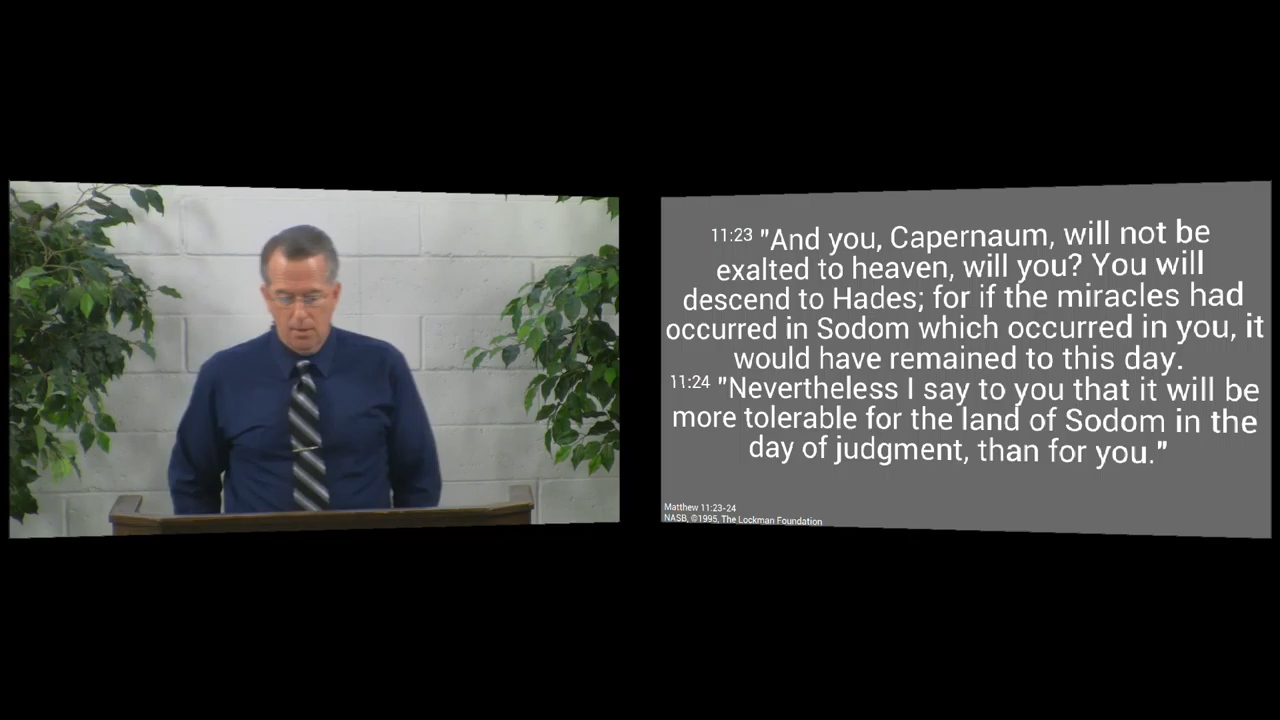 11:23 "And you, Capernaum, will not be
exalted to heaven, will you? You will
descend to Hades; for if the miracles had
occurred in Sodom which occurred in you, it
would have remained to this day.
11:24 "Nevertheless I say to you that it will be
more tolerable for the land of Sodom in the
day of judgment, than for you."
Matthew 11:23-24
NASB, ©1995, The Lockman Foundation